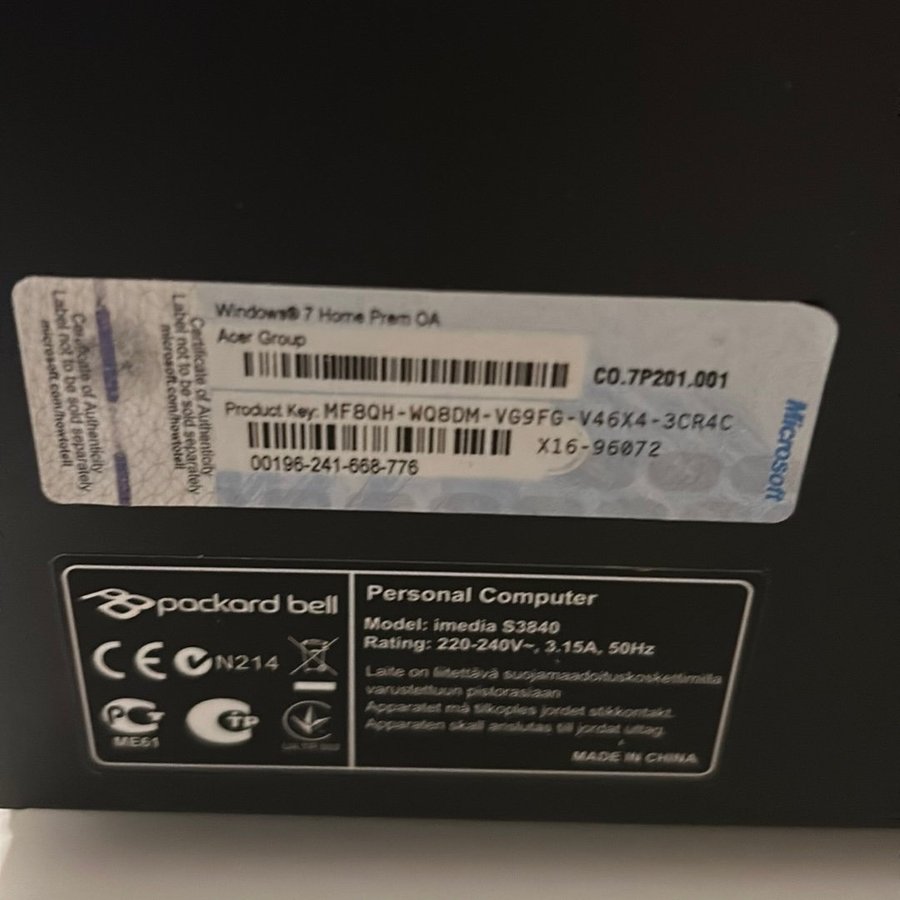 Certificate of Authenticity
Label not to be sold separately
microsoft.com/howtotell
Certificate of Authenticity
Label not to be sold separately
microsoft.com/howtotell
Windows® 7 Home Prem OA
Acer Group
CO.7P201.001
Product Key: MF8QH-WQ8DM-VG9FG-V46X4-3CR4C
X16-96072
00196-241-668-776
Microsoft
packard bell
CE N214
PCT
ME61
TP
Personal Computer
Model: imedia S3840
Rating: 220-240V~, 3.15A, 50Hz
Laite on liitettävä suojamaadoituskoskettimilla
varustettuun pistorasiaan
Apparatet må tilkoples jordet stikkontakt.
Apparaten skall anslutas till jordat uttag.
MADE IN CHINA